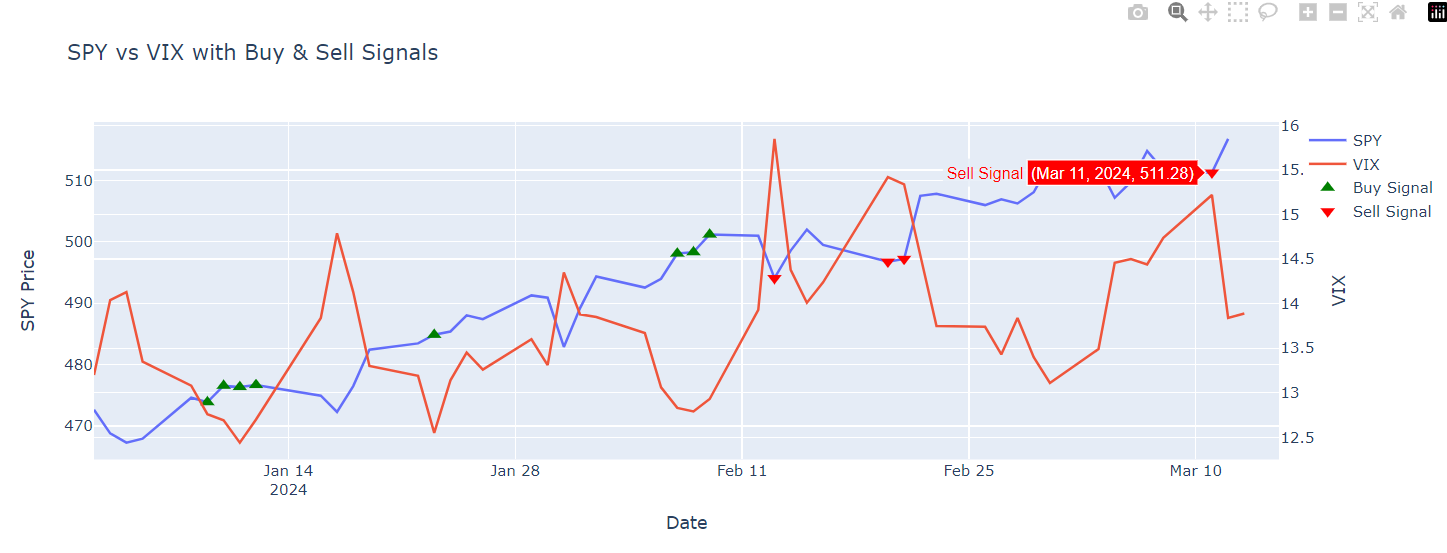 SPY vs VIX with Buy & Sell Signals
16
SPY
VIX
Buy Signal
Sell Signal
Sell Signal (Mar 11, 2024, 511.28)
15.
15
14.5
14
13.5
13
12.5
VIX
510
500
490
480
470
SPY Price
Jan 14
2024
Jan 28
Feb 11
Feb 25
Mar 10
Date